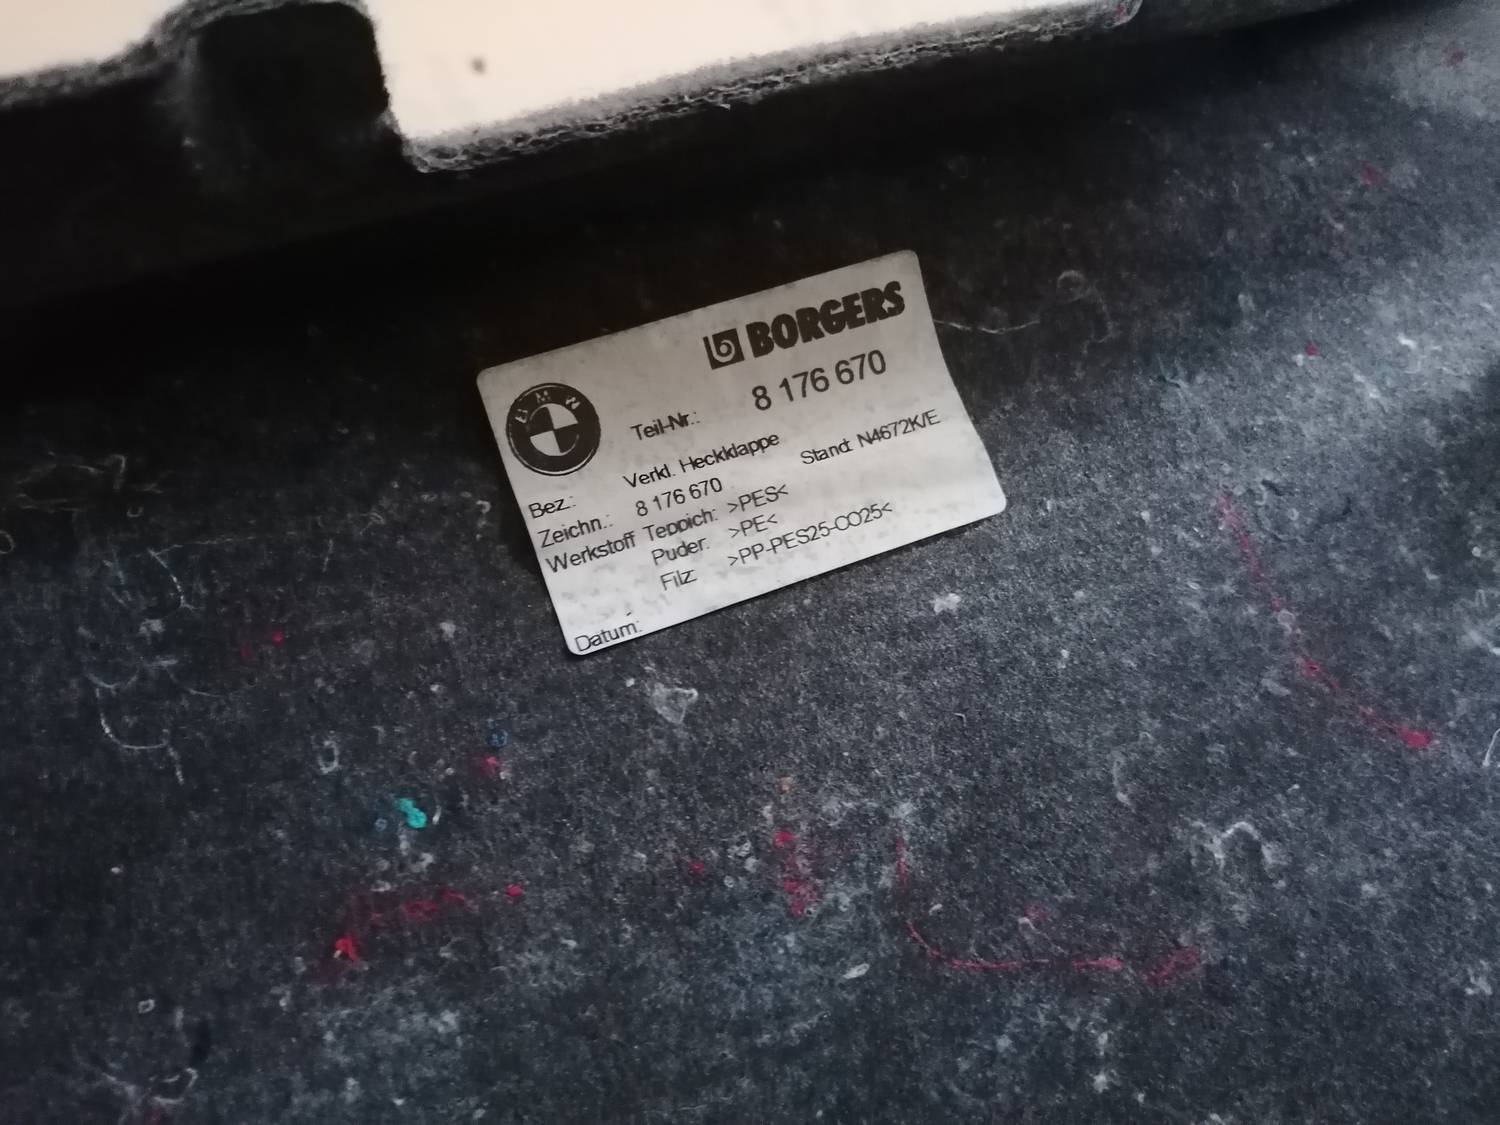 BORGERS
BMW
Teil-Nr.: 8 176 670
Bez.: Verkl. Heckklappe
Zeichn.: 8 176 670 Stand: N4672K/E
Werkstoff Teppich: >PES<
Puder: >PE<
Filz: >PP-PES25-CO25<
Datum: